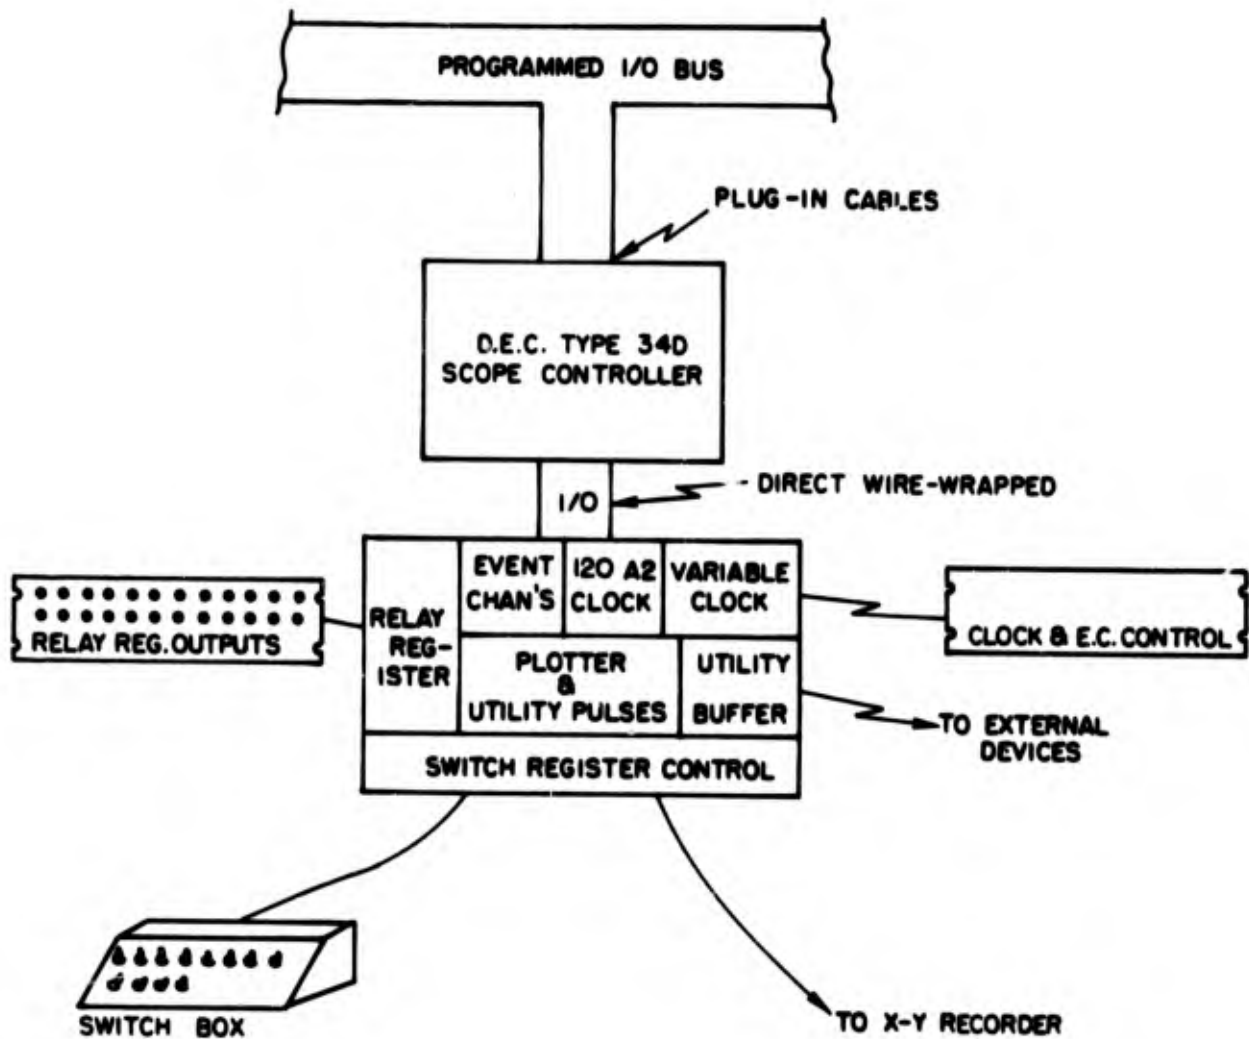 PROGRAMMED I/O BUS
PLUG-IN CABLES
D.E.C. TYPE 34D
SCOPE CONTROLLER
I/O
DIRECT WIRE-WRAPPED
EVENT
CHAN'S
120 A2
CLOCK
VARIABLE
CLOCK
RELAY
REG-
ISTER
RELAY REG. OUTPUTS
CLOCK & E.C. CONTROL
PLOTTER
&
UTILITY PULSES
UTILITY
BUFFER
TO EXTERNAL
DEVICES
SWITCH REGISTER CONTROL
SWITCH BOX
TO X-Y RECORDER